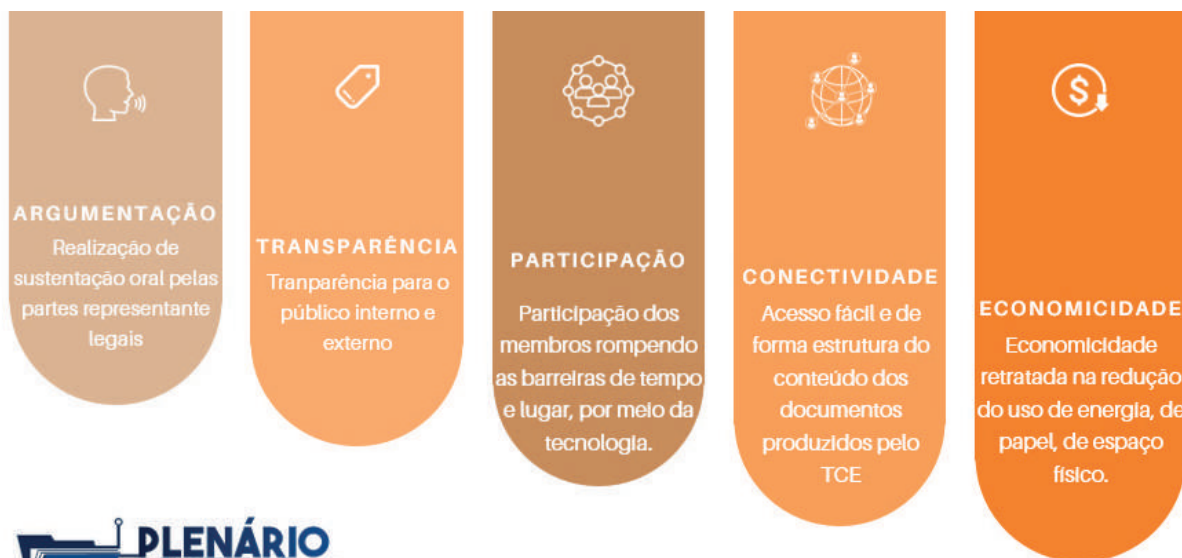 ARGUMENTAÇÃO
Realização de
sustentação oral pelas
partes representante
legais
TRANSPARÊNCIA
Tranparência para o
público interno e
externo
PARTICIPAÇÃO
Participação dos
membros rompendo
as barreiras de tempo
e lugar, por meio da
tecnologia.
CONECTIVIDADE
Acesso fácil e de
forma estrutura do
conteúdo dos
documentos
produzidos pelo
TCE
ECONOMICIDADE
Economicidade
retratada na redução
do uso de energia, de
papel, de espaço
físico.
PLENÁRIO